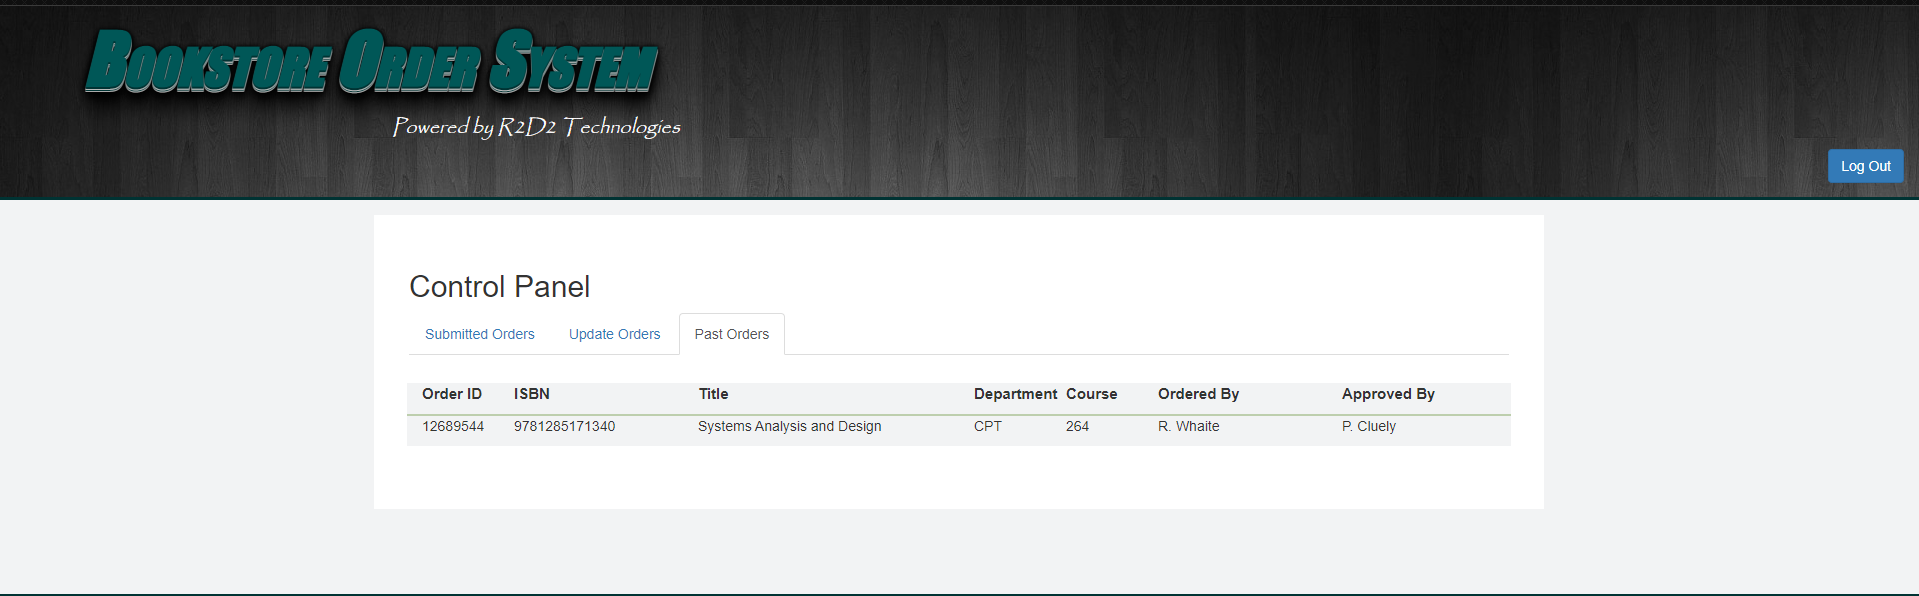 Bookstore Order System
Powered by R2D2 Technologies
Log Out
Control Panel
Submitted Orders Update Orders Past Orders
Order ID ISBN Title Department Course Ordered By Approved By
12689544 9781285171340 Systems Analysis and Design CPT 264 R. Whaite P. Cluely